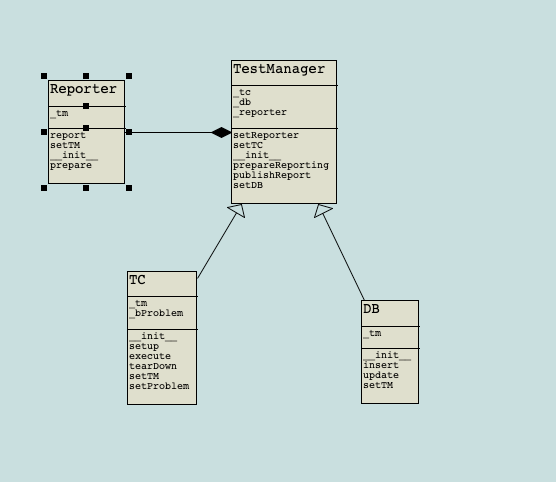 Reporter
_tm
report
setTM
__init__
prepare
TestManager
_tc
_db
_reporter
setReporter
setTC
__init__
prepareReporting
publishReport
setDB
TC
_tm
_bProblem
__init__
setup
execute
tearDown
setTM
setProblem
DB
_tm
__init__
insert
update
setTM